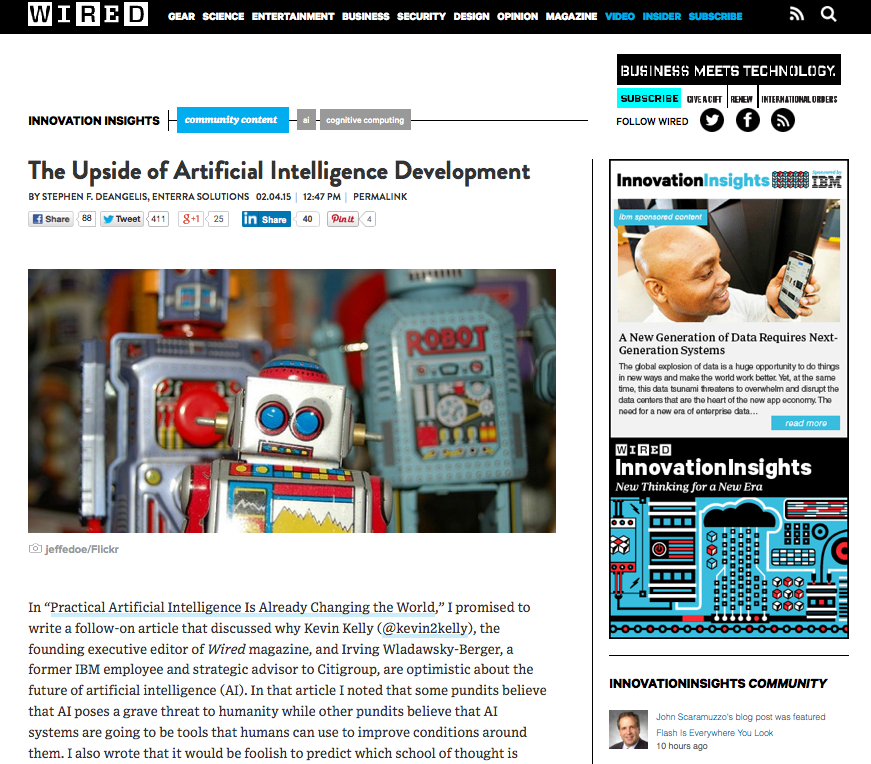 WIRED
GEAR SCIENCE ENTERTAINMENT BUSINESS SECURITY DESIGN OPINION MAGAZINE VIDEO INSIDER SUBSCRIBE
BUSINESS MEETS TECHNOLOGY.
SUBSCRIBE GIVE A GIFT RENEW INTERNATIONAL ORDERS
FOLLOW WIRED
INNOVATION INSIGHTS community content ai cognitive computing
The Upside of Artificial Intelligence Development
BY STEPHEN F. DEANGELIS, ENTERRA SOLUTIONS 02.04.15 | 12:47 PM | PERMALINK
Share 88 Tweet 411 g+1 25 in Share 40 Pin it 4
ROBOT
jeffedoe/Flickr
In “Practical Artificial Intelligence Is Already Changing the World,” I promised to
write a follow-on article that discussed why Kevin Kelly (@kevin2kelly), the
founding executive editor of Wired magazine, and Irving Wladawsky-Berger, a
former IBM employee and strategic advisor to Citigroup, are optimistic about the
future of artificial intelligence (AI). In that article I noted that some pundits believe
that AI poses a grave threat to humanity while other pundits believe that AI
systems are going to be tools that humans can use to improve conditions around
them. I also wrote that it would be foolish to predict which school of thought is
InnovationInsights Sponsored by IBM
ibm sponsored content
A New Generation of Data Requires Next-
Generation Systems
The global explosion of data is a huge opportunity to do things
in new ways and make the world work better. Yet, at the same
time, this data tsunami threatens to overwhelm and disrupt the
data centers that are the heart of the new app economy. The
need for a new era of enterprise data…
read more
WIRED
InnovationInsights
New Thinking for a New Era
INNOVATIONINSIGHTS COMMUNITY
John Scaramuzzo's blog post was featured
Flash Is Everywhere You Look
10 hours ago